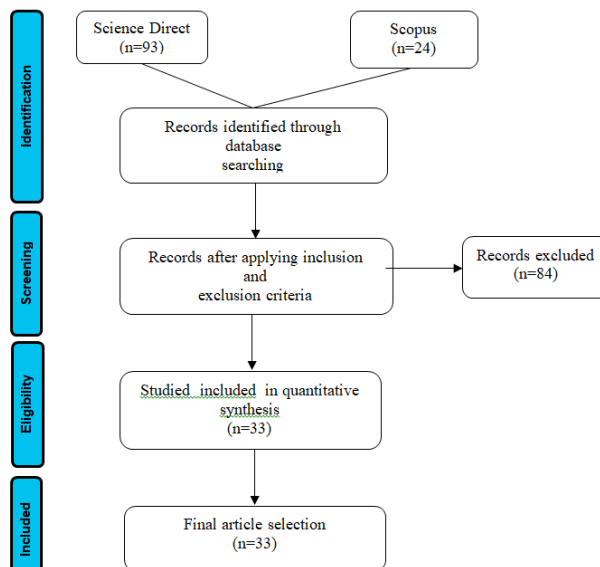 Science Direct
(n=93)
Scopus
(n=24)
Identification
Records identified through
database
searching
Screening
Records after applying inclusion
and
exclusion criteria
Records excluded
(n=84)
Eligibility
Studied included in quantitative
synthesis
(n=33)
Included
Final article selection
(n=33)